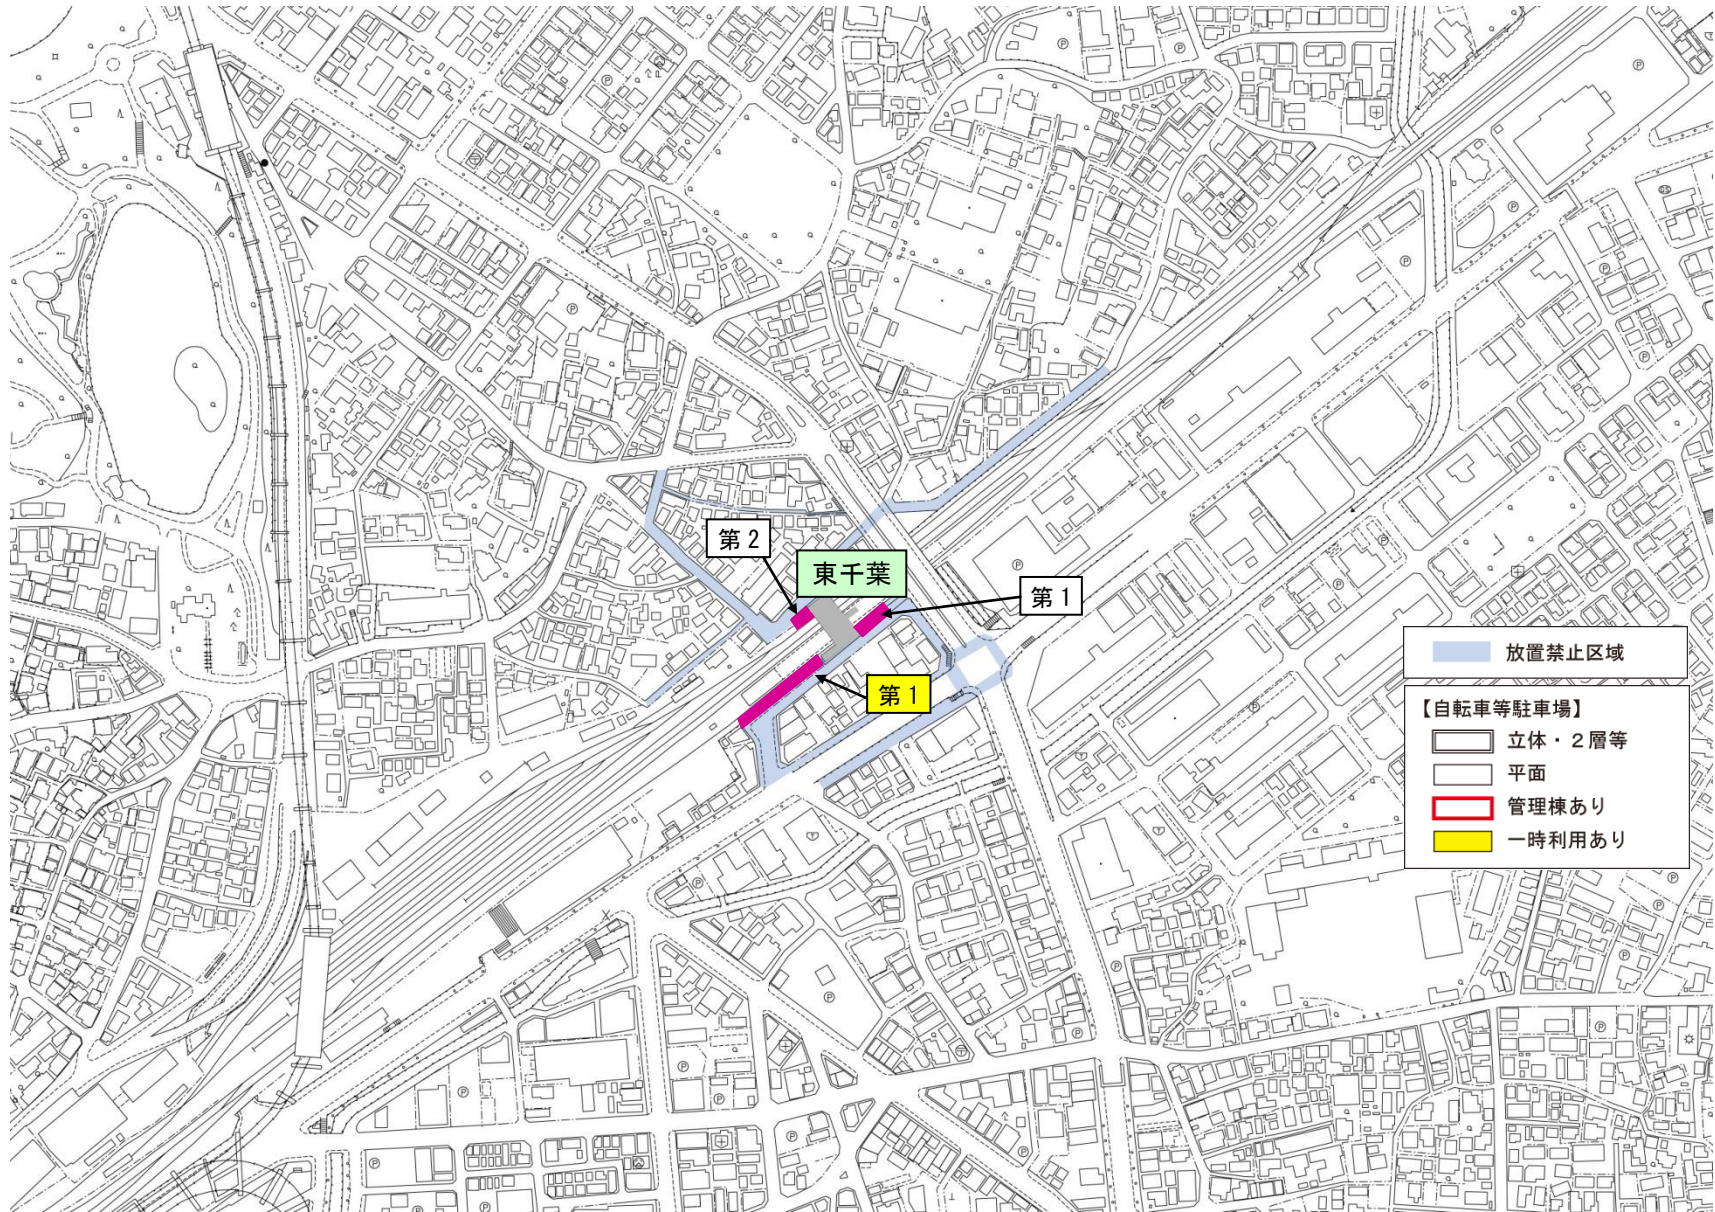 第2
東千葉
第1
第1
放置禁止区域
【自転車等駐車場】
立体・２層等
平面
管理棟あり
一時利用あり